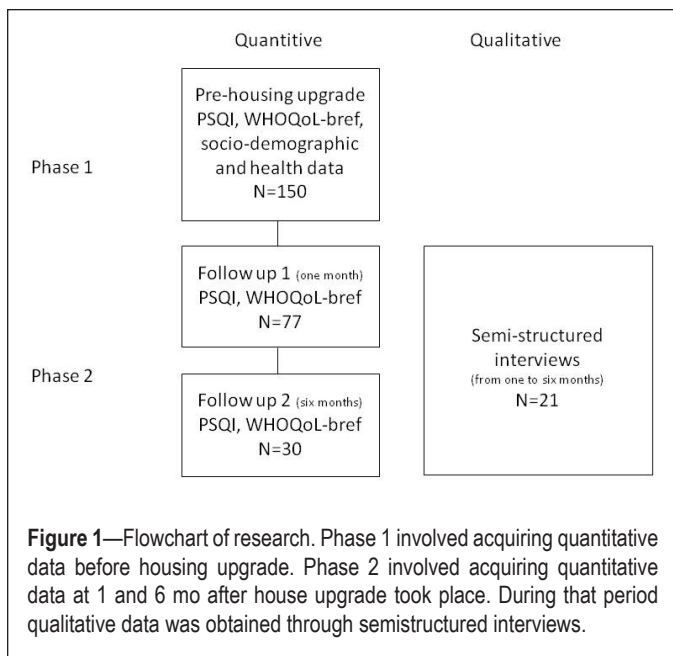 Quantitive
Qualitative
Phase 1
Pre-housing upgrade
PSQI, WHOQoL-bref,
socio-demographic
and health data
N=150
Phase 2
Follow up 1 (one month)
PSQI, WHOQoL-bref
N=77
Follow up 2 (six months)
PSQI, WHOQoL-bref
N=30
Semi-structured
interviews
(from one to six months)
N=21
Figure 1—Flowchart of research. Phase 1 involved acquiring quantitative
data before housing upgrade. Phase 2 involved acquiring quantitative
data at 1 and 6 mo after house upgrade took place. During that period
qualitative data was obtained through semistructured interviews.